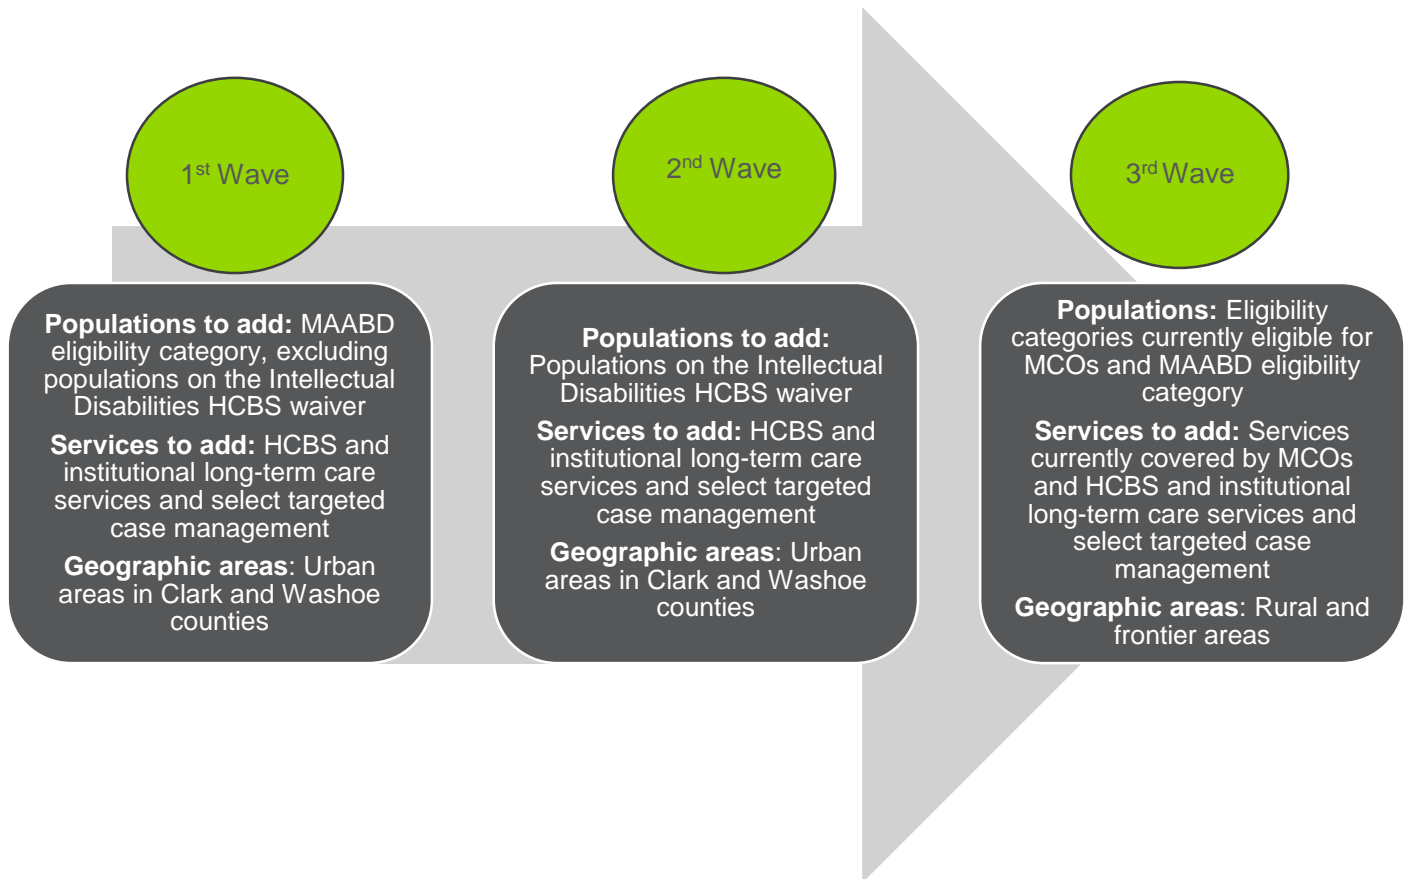 1st Wave
2nd Wave
3rd Wave
Populations to add: MAABD
eligibility category, excluding
populations on the Intellectual
Disabilities HCBS waiver
Services to add: HCBS and
institutional long-term care
services and select targeted
case management
Geographic areas: Urban
areas in Clark and Washoe
counties
Populations to add:
Populations on the Intellectual
Disabilities HCBS waiver
Services to add: HCBS and
institutional long-term care
services and select targeted
case management
Geographic areas: Urban
areas in Clark and Washoe
counties
Populations: Eligibility
categories currently eligible for
MCOs and MAABD eligibility
category
Services to add: Services
currently covered by MCOs
and HCBS and institutional
long-term care services and
select targeted case
management
Geographic areas: Rural and
frontier areas